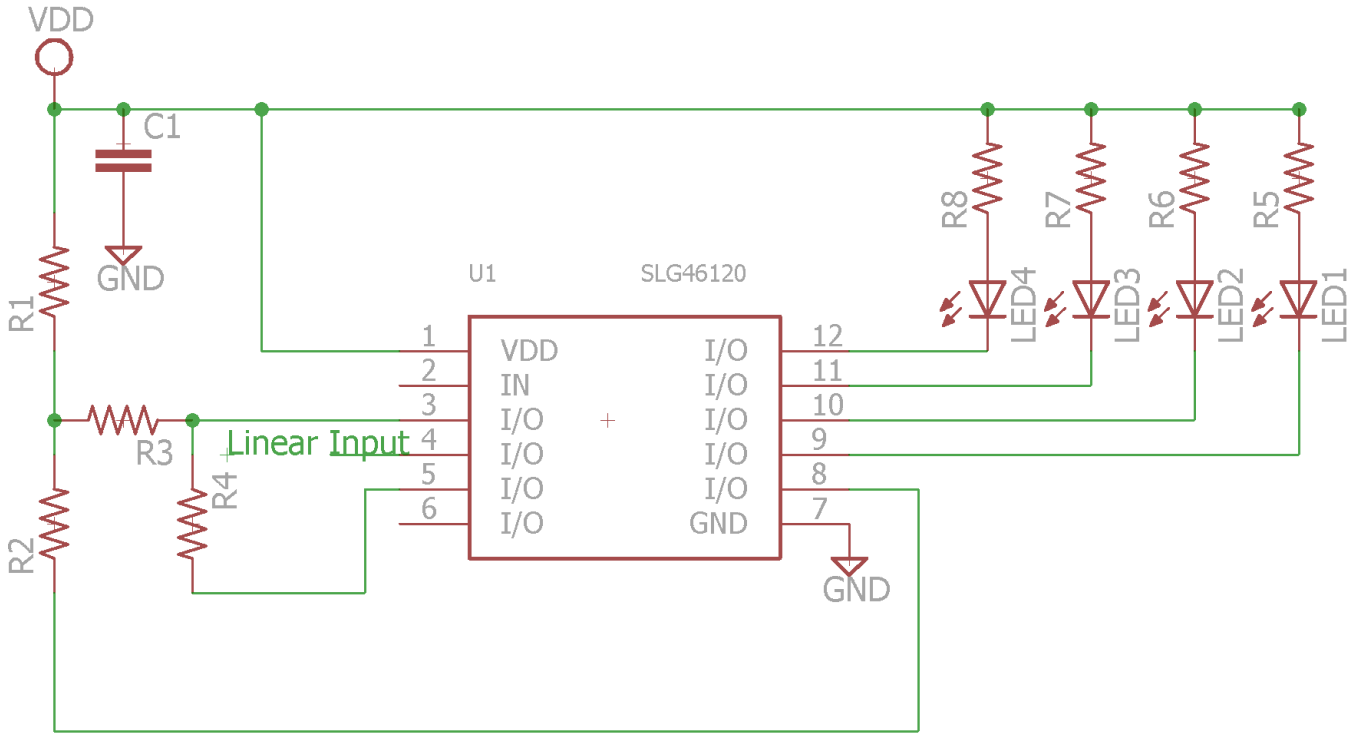 VDD
C1
GND
R1
R3
R2
R4
Linear Input
U1
SLG46120
1
2
3
4
5
6
VDD
IN
I/O
I/O
I/O
I/O
I/O
I/O
I/O
I/O
I/O
GND
12
11
10
9
8
7
GND
R8
R7
R6
R5
LED4
LED3
LED2
LED1